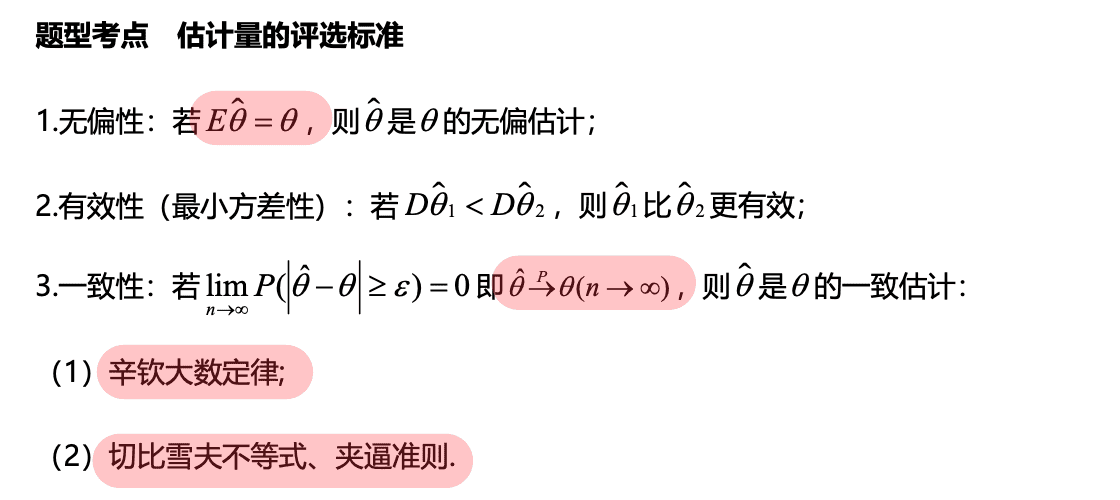 题型考点 估计量的评选标准
1.无偏性：若 $E\hat{\theta}=\theta$，则 $\hat{\theta}$ 是 $\theta$ 的无偏估计；
2.有效性（最小方差性）：若 $D\hat{\theta}_1<D\hat{\theta}_2$，则 $\hat{\theta}_1$ 比 $\hat{\theta}_2$ 更有效；
3.一致性：若 $\lim_{n\to\infty}P(|\hat{\theta}-\theta|\geq\varepsilon)=0$ 即 $\hat{\theta}\xrightarrow{P}\theta(n\to\infty)$，则 $\hat{\theta}$ 是 $\theta$ 的一致估计：
（1）辛钦大数定律;
（2）切比雪夫不等式、夹逼准则.